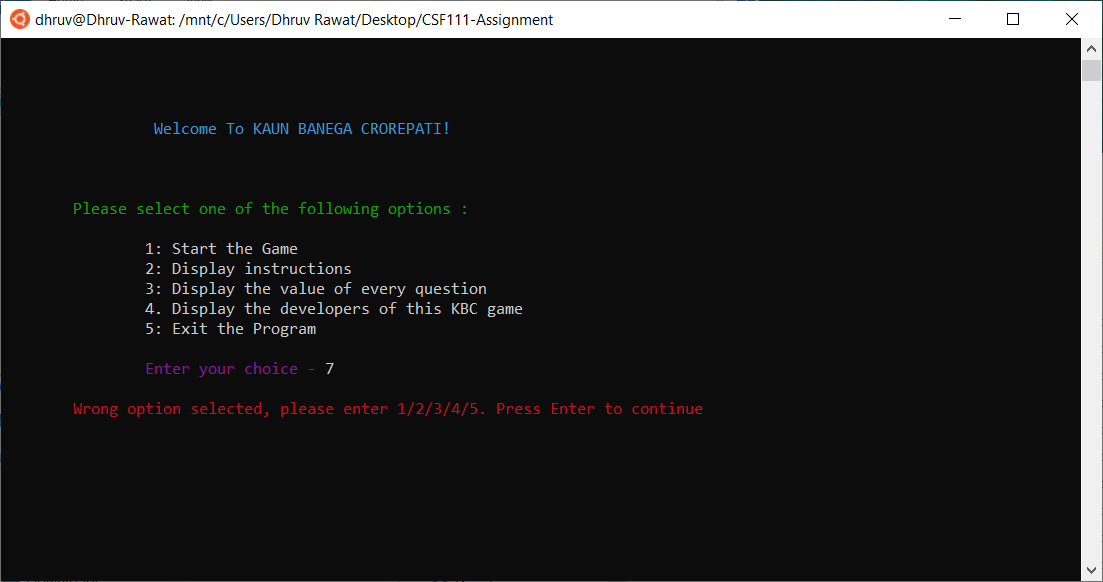 dhruv@Dhruv-Rawat: /mnt/c/Users/Dhruv Rawat/Desktop/CSF111-Assignment
Welcome To KAUN BANEGA CROREPATI!
Please select one of the following options :
1: Start the Game
2: Display instructions
3: Display the value of every question
4. Display the developers of this KBC game
5: Exit the Program
Enter your choice - 7
Wrong option selected, please enter 1/2/3/4/5. Press Enter to continue